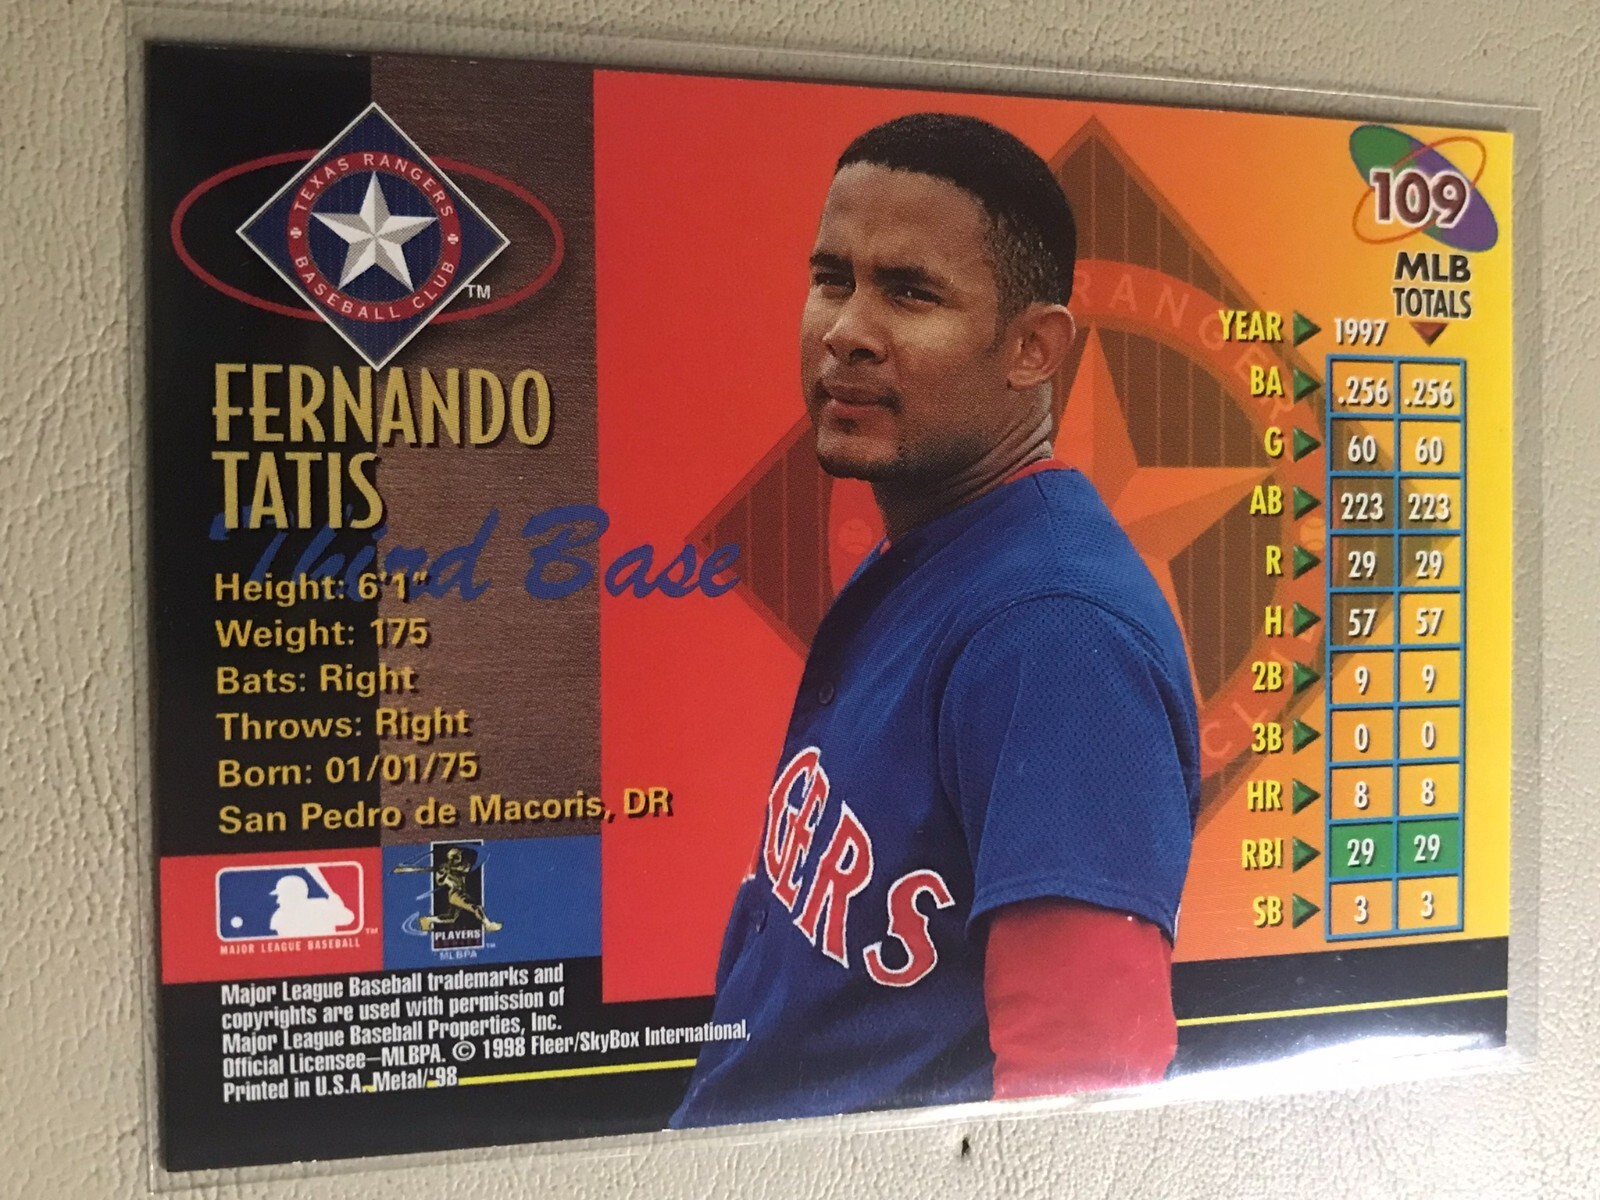 TEXAS RANGERS
BASEBALL CLUB
TM
FERNANDO
TATIS
Third Base
Height: 6'1"
Weight: 175
Bats: Right
Throws: Right
Born: 01/01/75
San Pedro de Macoris, DR
MAJOR LEAGUE BASEBALL
TM
PLAYERS
MLBPA
Major League Baseball trademarks and
copyrights are used with permission of
Major League Baseball Properties, Inc.
Official Licensee–MLBPA. © 1998 Fleer/SkyBox International,
Printed in U.S.A. Metal/'98
GERS
109
MLB
TOTALS
YEAR 1997
BA .256 .256
G 60 60
AB 223 223
R 29 29
H 57 57
2B 9 9
3B 0 0
HR 8 8
RBI 29 29
SB 3 3